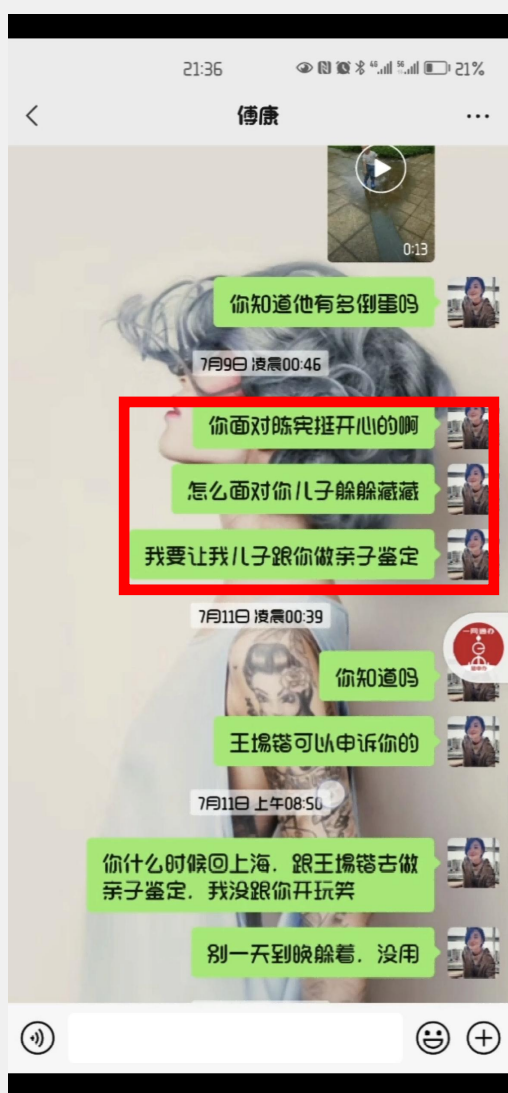 21:36
21%
傅康
0:13
你知道他有多倒蛋吗
7月9日 凌晨00:46
你面对陈宪挺开心的啊
怎么面对你儿子躲躲藏藏
我要让我儿子跟你做亲子鉴定
7月11日 凌晨00:39
你知道吗
王埸锴可以申诉你的
7月11日 上午08:50
你什么时候回上海. 跟王埸锴去做
亲子鉴定. 我没跟你开玩笑
别一天到晚躲着. 没用